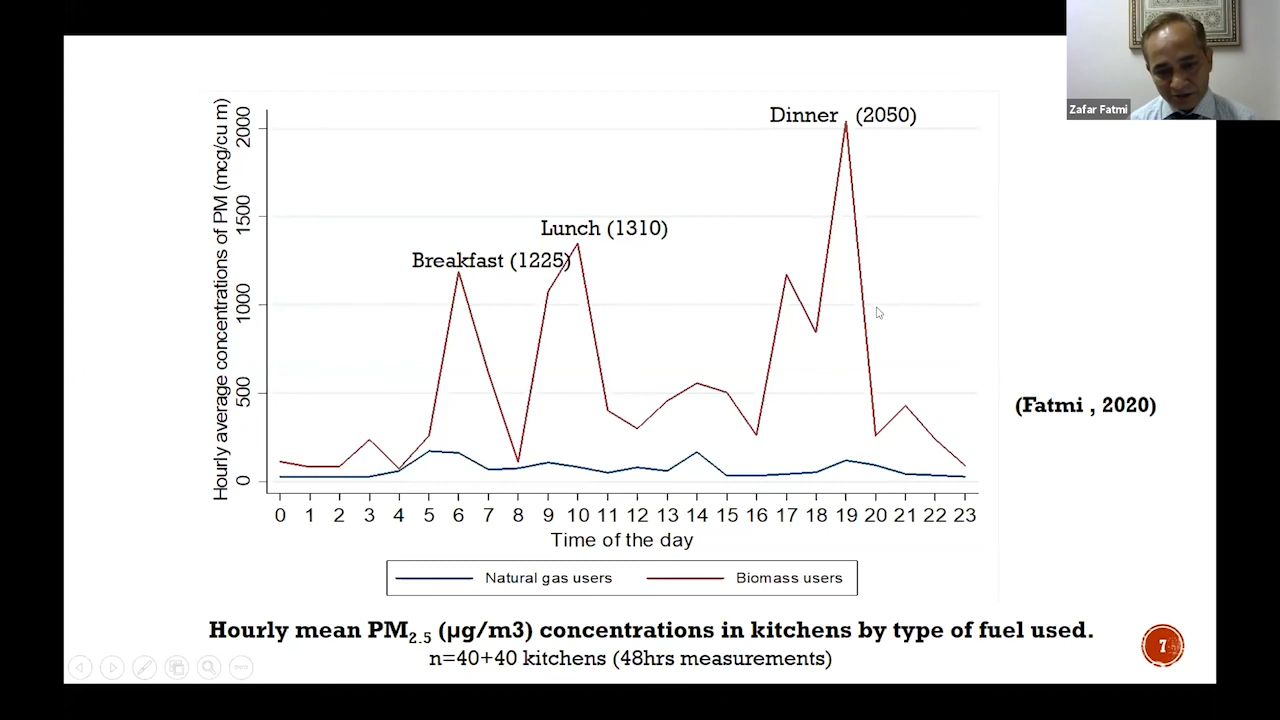 Zafar Fatmi
Hourly average concentrations of PM (mcg/cu m)
2000
1500
1000
500
0
Dinner (2050)
Lunch (1310)
Breakfast (1225)
(Fatmi , 2020)
0 1 2 3 4 5 6 7 8 9 10 11 12 13 14 15 16 17 18 19 20 21 22 23
Time of the day
Natural gas users Biomass users
Hourly mean PM2.5 (µg/m3) concentrations in kitchens by type of fuel used.
n=40+40 kitchens (48hrs measurements)
7